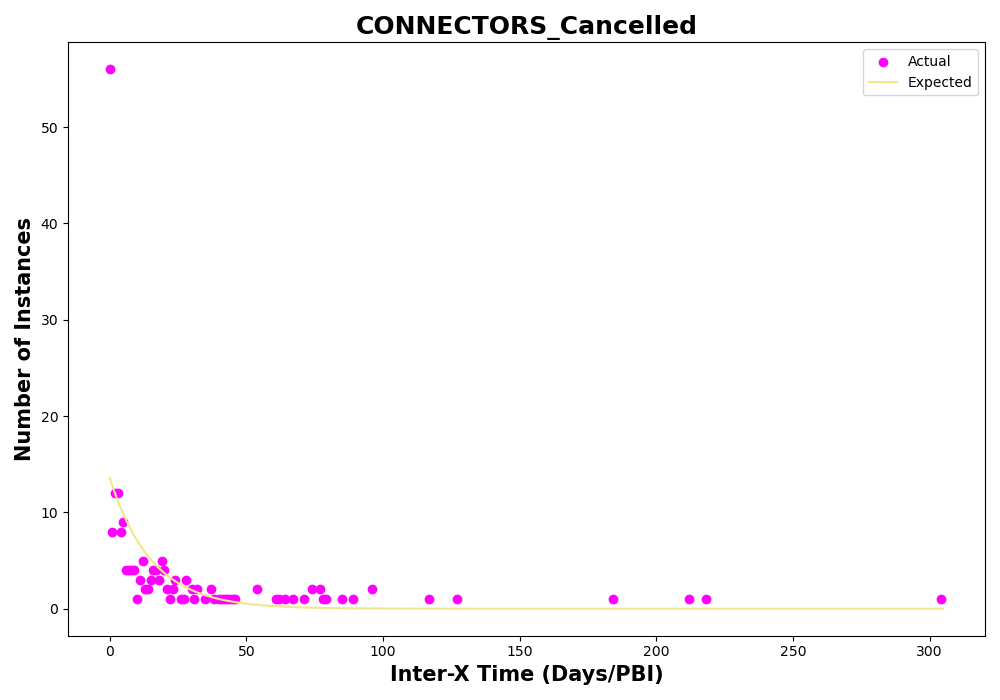 CONNECTORS_Cancelled
Actual
Expected
Number of Instances
50
40
30
20
10
0
0 50 100 150 200 250 300
Inter-X Time (Days/PBI)